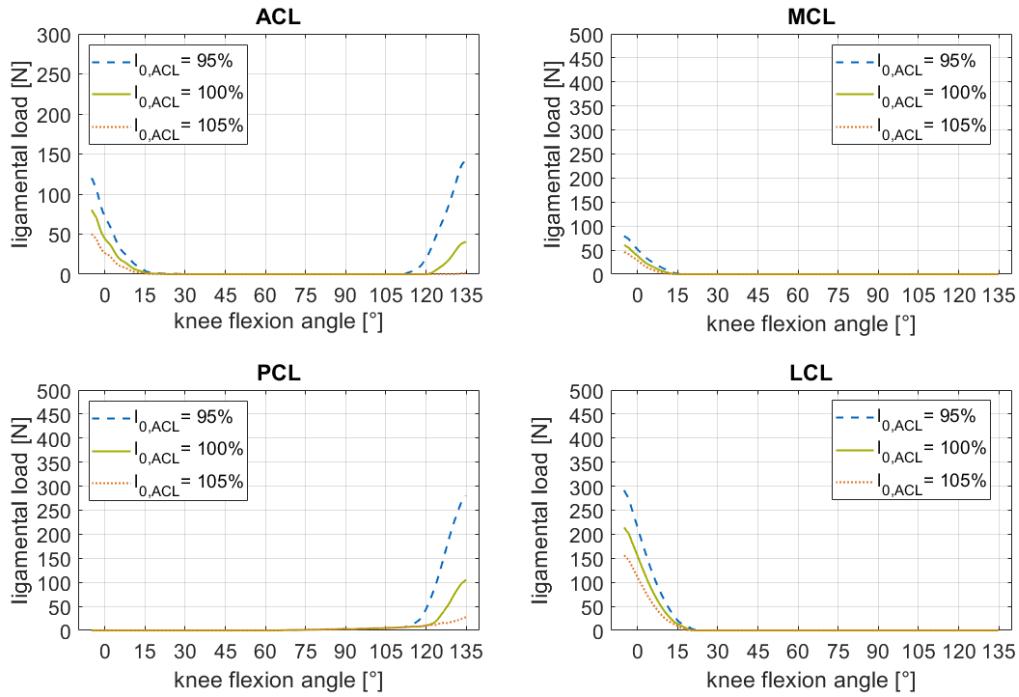 ACL
ligamental load [N]
300
250
200
150
100
50
0
l0,ACL= 95%
l0,ACL= 100%
l0,ACL= 105%
0 15 30 45 60 75 90 105 120 135
knee flexion angle [°]
MCL
ligamental load [N]
500
450
400
350
300
250
200
150
100
50
0
l0,ACL= 95%
l0,ACL= 100%
l0,ACL= 105%
0 15 30 45 60 75 90 105 120 135
knee flexion angle [°]
PCL
ligamental load [N]
500
450
400
350
300
250
200
150
100
50
0
l0,ACL= 95%
l0,ACL= 100%
l0,ACL= 105%
0 15 30 45 60 75 90 105 120 135
knee flexion angle [°]
LCL
ligamental load [N]
500
450
400
350
300
250
200
150
100
50
0
l0,ACL= 95%
l0,ACL= 100%
l0,ACL= 105%
0 15 30 45 60 75 90 105 120 135
knee flexion angle [°]